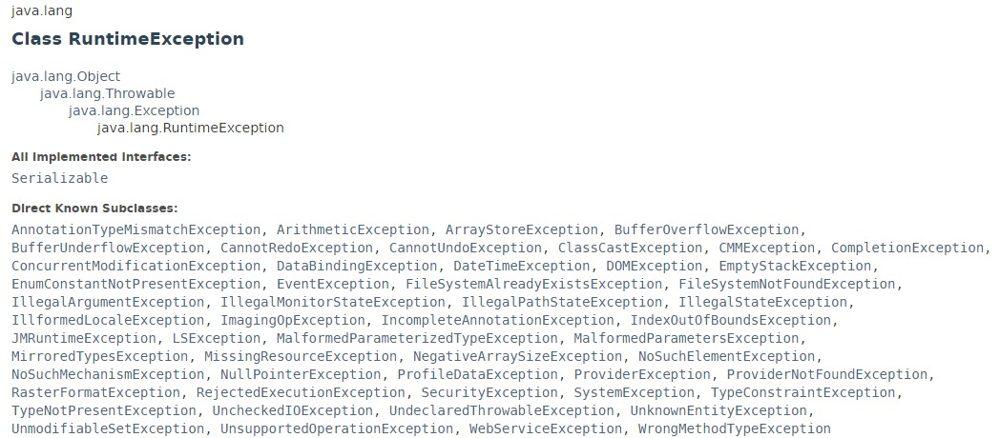 java.lang
Class RuntimeException
java.lang.Object
java.lang.Throwable
java.lang.Exception
java.lang.RuntimeException
All Implemented Interfaces:
Serializable
Direct Known Subclasses:
AnnotationTypeMismatchException, ArithmeticException, ArrayStoreException, BufferOverflowException,
BufferUnderflowException, CannotRedoException, CannotUndoException, ClassCastException, CMMException, CompletionException,
ConcurrentModificationException, DataBindingException, DateTimeException, DOMException, EmptyStackException,
EnumConstantNotPresentException, EventException, FileSystemAlreadyExistsException, FileSystemNotFoundException,
IllegalArgumentException, IllegalMonitorStateException, IllegalPathStateException, IllegalStateException,
IllformedLocaleException, ImagingOpException, IncompleteAnnotationException, IndexOutOfBoundsException,
JMRuntimeException, LSException, MalformedParameterizedTypeException, MalformedParametersException,
MirroredTypesException, MissingResourceException, NegativeArraySizeException, NoSuchElementException,
NoSuchMechanismException, NullPointerException, ProfileDataException, ProviderException, ProviderNotFoundException,
RasterFormatException, RejectedExecutionException, SecurityException, SystemException, TypeConstraintException,
TypeNotPresentException, UncheckedIOException, UndeclaredThrowableException, UnknownEntityException,
UnmodifiableSetException, UnsupportedOperationException, WebServiceException, WrongMethodTypeException